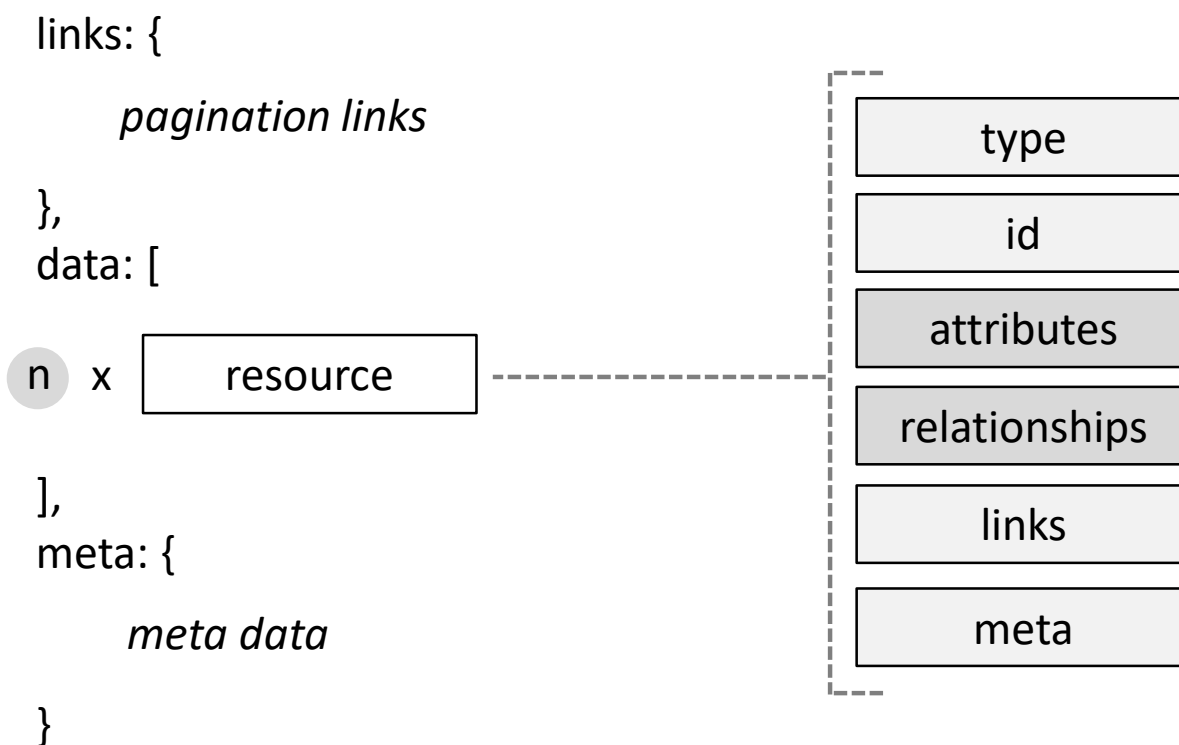 links: {
pagination links
},
data: [
n x resource
],
meta: {
meta data
}
type
id
attributes
relationships
links
meta